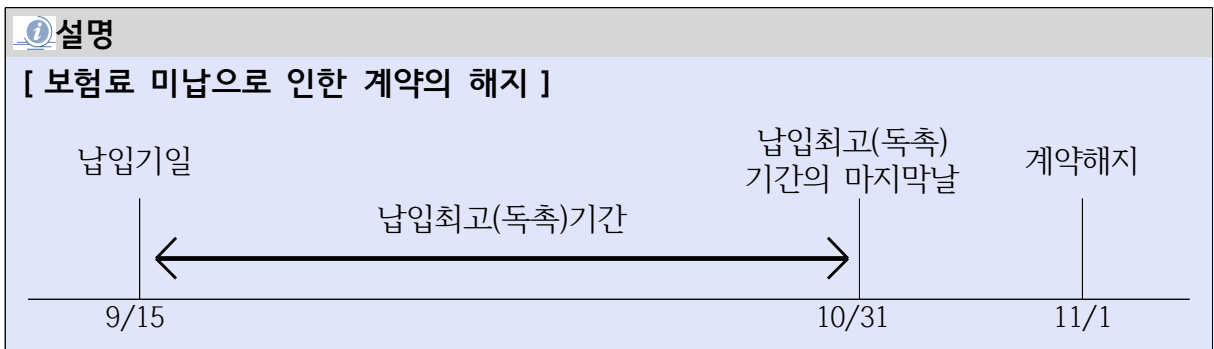 설명
[ 보험료 미납으로 인한 계약의 해지 ]
납입기일
납입최고(독촉)
기간의 마지막날
계약해지
납입최고(독촉)기간
9/15
10/31
11/1